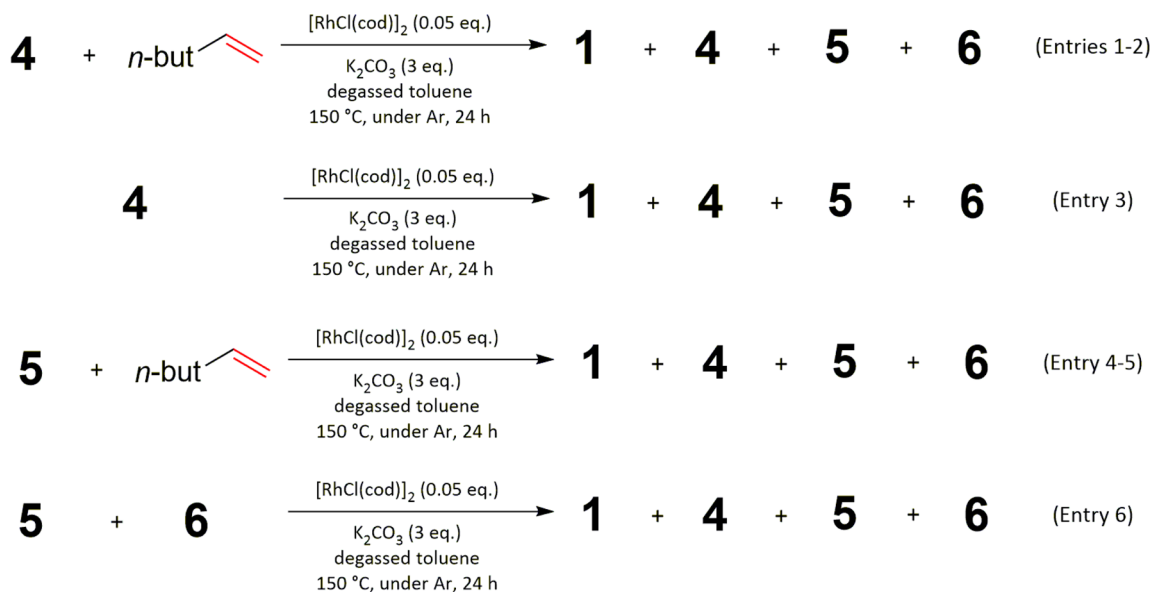 4 + n-but [RhCl(cod)]2 (0.05 eq.) 1 + 4 + 5 + 6 (Entries 1-2)
K2CO3 (3 eq.)
degassed toluene
150 °C, under Ar, 24 h
4 [RhCl(cod)]2 (0.05 eq.) 1 + 4 + 5 + 6 (Entry 3)
K2CO3 (3 eq.)
degassed toluene
150 °C, under Ar, 24 h
5 + n-but [RhCl(cod)]2 (0.05 eq.) 1 + 4 + 5 + 6 (Entry 4-5)
K2CO3 (3 eq.)
degassed toluene
150 °C, under Ar, 24 h
5 + 6 [RhCl(cod)]2 (0.05 eq.) 1 + 4 + 5 + 6 (Entry 6)
K2CO3 (3 eq.)
degassed toluene
150 °C, under Ar, 24 h